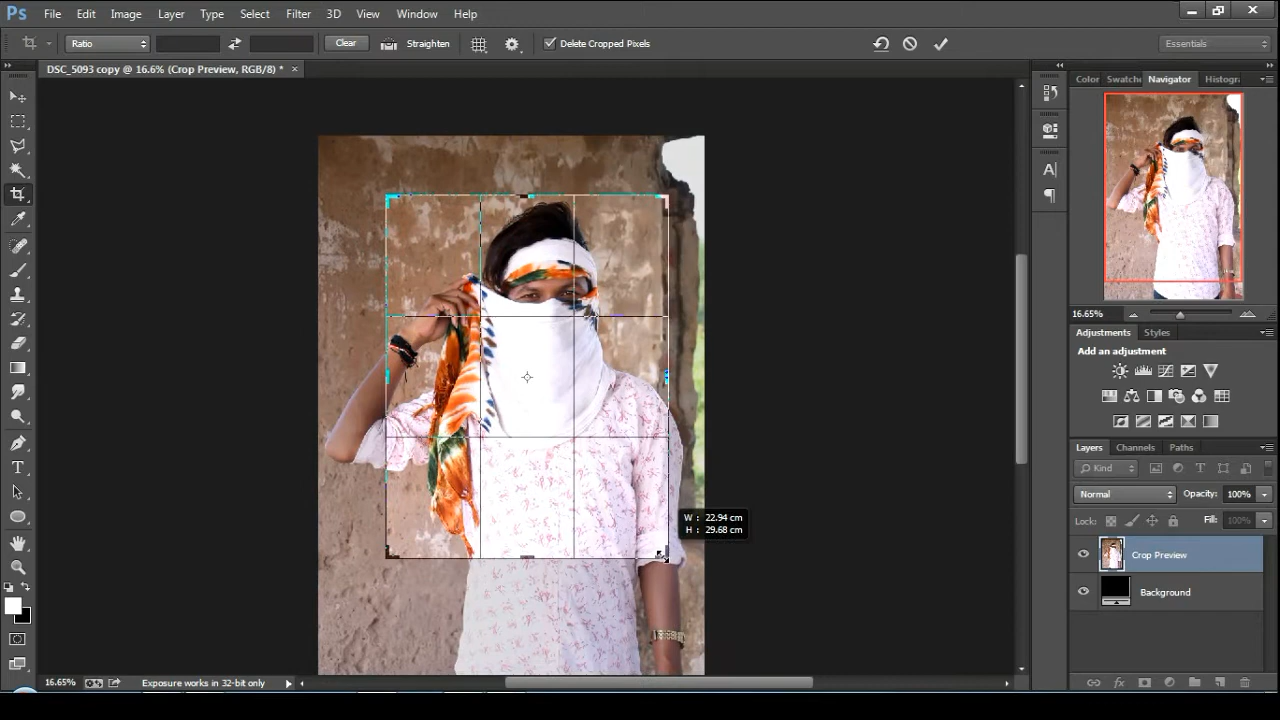 Ps File Edit Image Layer Type Select Filter 3D View Window Help
Ratio Clear Straighten Delete Cropped Pixels Essentials
DSC_5093 copy @ 16.6% (Crop Preview, RGB/8) * ×
Color Swatche Navigator Histogra
16.65%
Adjustments Styles
Add an adjustment
Layers Channels Paths
Kind
Normal Opacity: 100%
Lock: Fill: 100%
W : 22.94 cm
H : 29.68 cm
Crop Preview
Background
16.65% Exposure works in 32-bit only